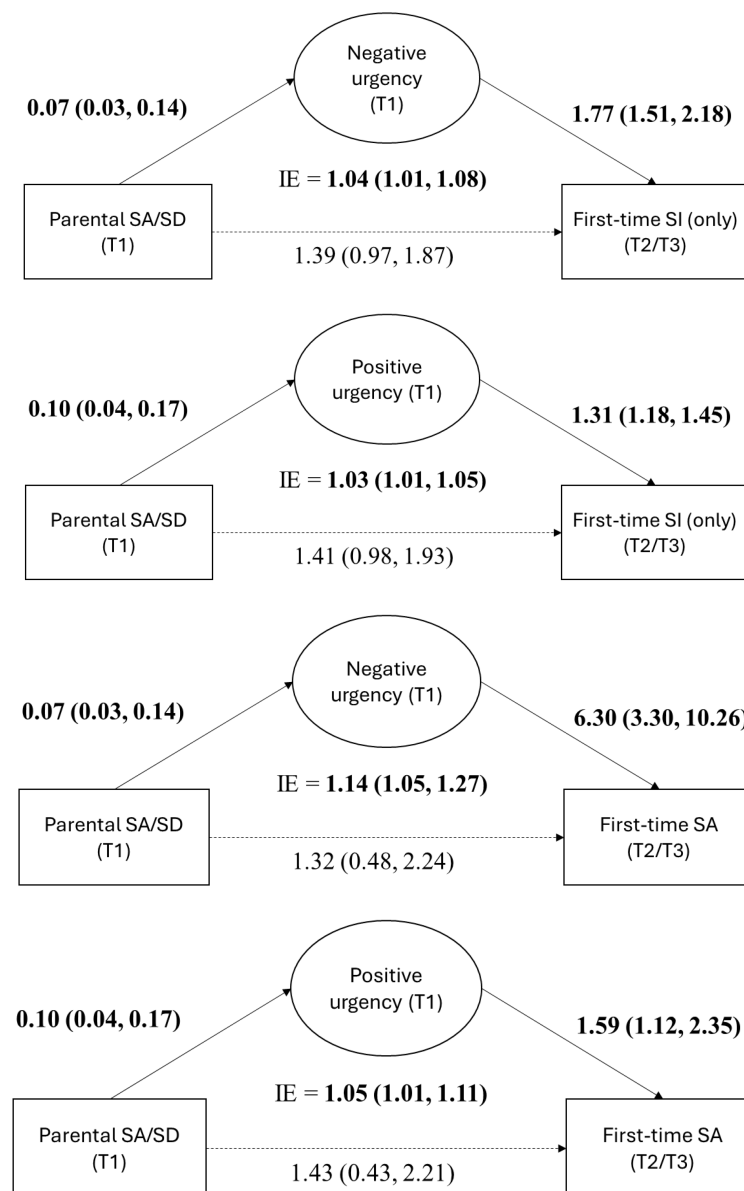 Negative
urgency
(T1)
0.07 (0.03, 0.14)
1.77 (1.51, 2.18)
IE = 1.04 (1.01, 1.08)
Parental SA/SD
(T1)
First-time SI (only)
(T2/T3)
1.39 (0.97, 1.87)
Positive
urgency (T1)
0.10 (0.04, 0.17)
1.31 (1.18, 1.45)
IE = 1.03 (1.01, 1.05)
Parental SA/SD
(T1)
First-time SI (only)
(T2/T3)
1.41 (0.98, 1.93)
Negative
urgency (T1)
0.07 (0.03, 0.14)
6.30 (3.30, 10.26)
IE = 1.14 (1.05, 1.27)
Parental SA/SD
(T1)
First-time SA
(T2/T3)
1.32 (0.48, 2.24)
Positive
urgency (T1)
0.10 (0.04, 0.17)
1.59 (1.12, 2.35)
IE = 1.05 (1.01, 1.11)
Parental SA/SD
(T1)
First-time SA
(T2/T3)
1.43 (0.43, 2.21)